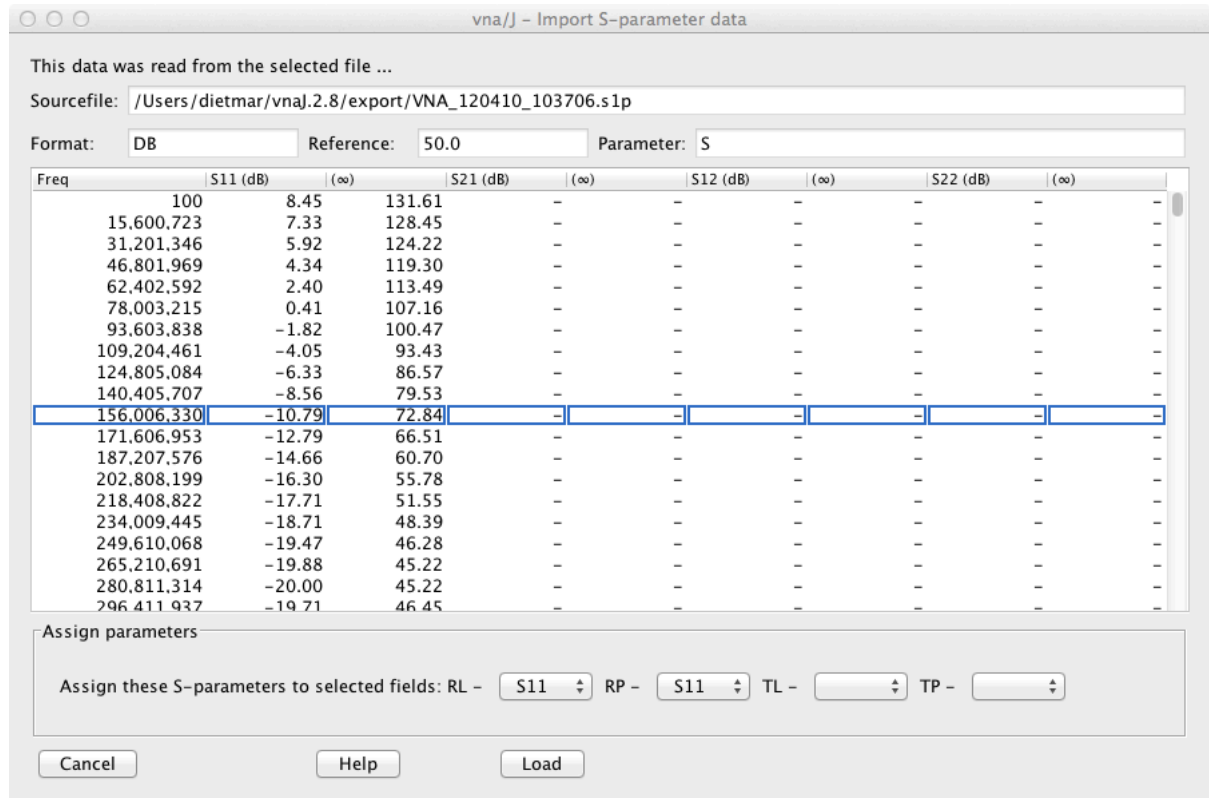 vna/J – Import S-parameter data
This data was read from the selected file ...
Sourcefile: /Users/dietmar/vnaJ.2.8/export/VNA_120410_103706.s1p
Format: DB Reference: 50.0 Parameter: S
Freq S11 (dB) (∞) S21 (dB) (∞) S12 (dB) (∞) S22 (dB) (∞)
100 8.45 131.61 – – – – – –
15,600,723 7.33 128.45 – – – – – –
31,201,346 5.92 124.22 – – – – – –
46,801,969 4.34 119.30 – – – – – –
62,402,592 2.40 113.49 – – – – – –
78,003,215 0.41 107.16 – – – – – –
93,603,838 –1.82 100.47 – – – – – –
109,204,461 –4.05 93.43 – – – – – –
124,805,084 –6.33 86.57 – – – – – –
140,405,707 –8.56 79.53 – – – – – –
156,006,330 –10.79 72.84 – – – – – –
171,606,953 –12.79 66.51 – – – – – –
187,207,576 –14.66 60.70 – – – – – –
202,808,199 –16.30 55.78 – – – – – –
218,408,822 –17.71 51.55 – – – – – –
234,009,445 –18.71 48.39 – – – – – –
249,610,068 –19.47 46.28 – – – – – –
265,210,691 –19.88 45.22 – – – – – –
280,811,314 –20.00 45.22 – – – – – –
296,411,937 –19.71 46.45 – – – – – –
Assign parameters
Assign these S-parameters to selected fields: RL – S11 RP – S11 TL – TP –
Cancel Help Load